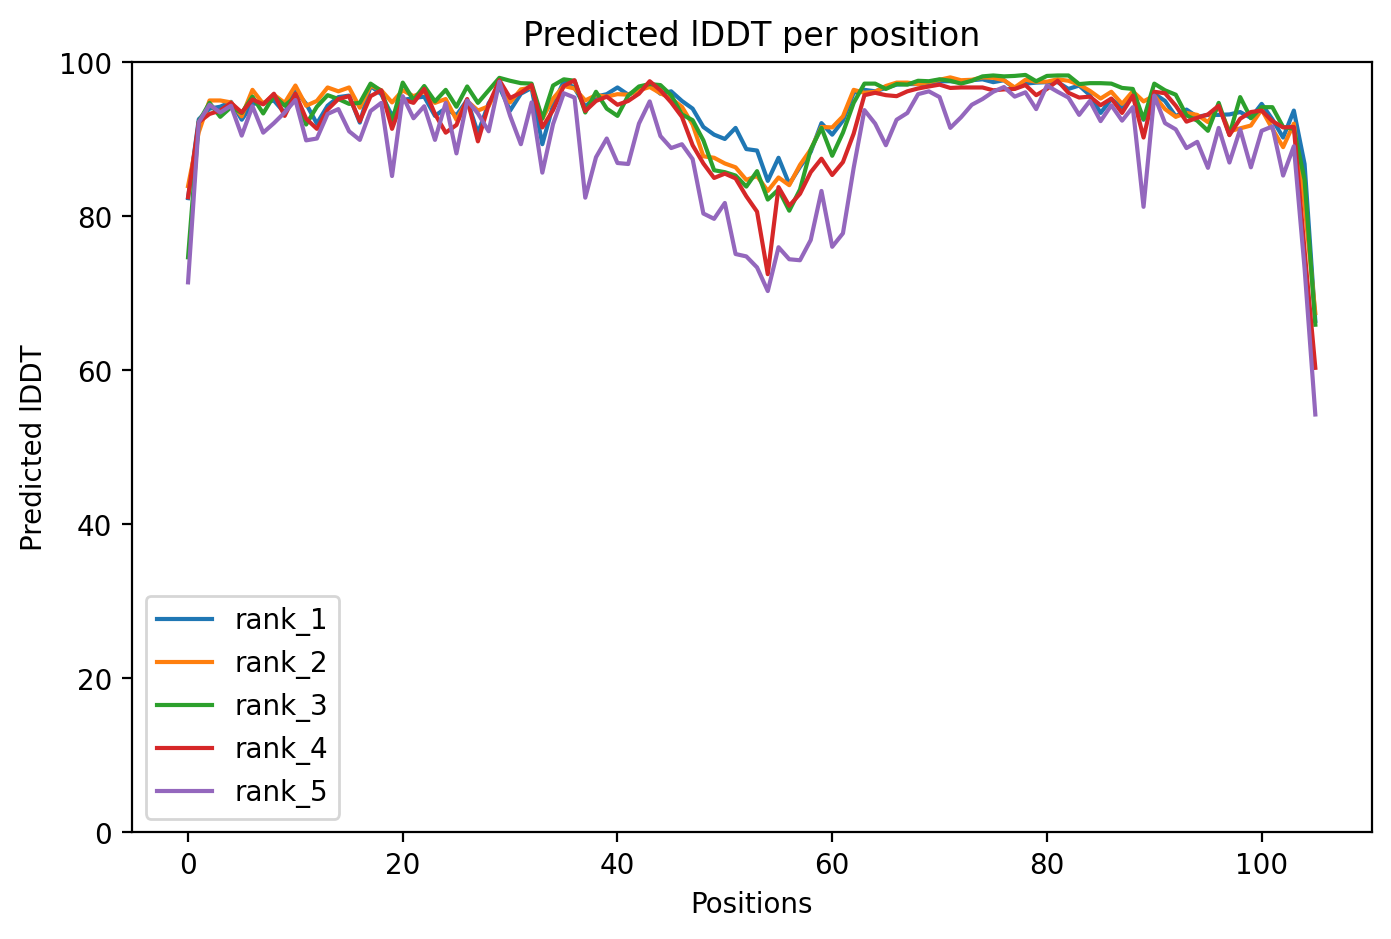 Predicted lDDT per position
100
80
60
40
20
0
Predicted lDDT
rank_1
rank_2
rank_3
rank_4
rank_5
0 20 40 60 80 100
Positions